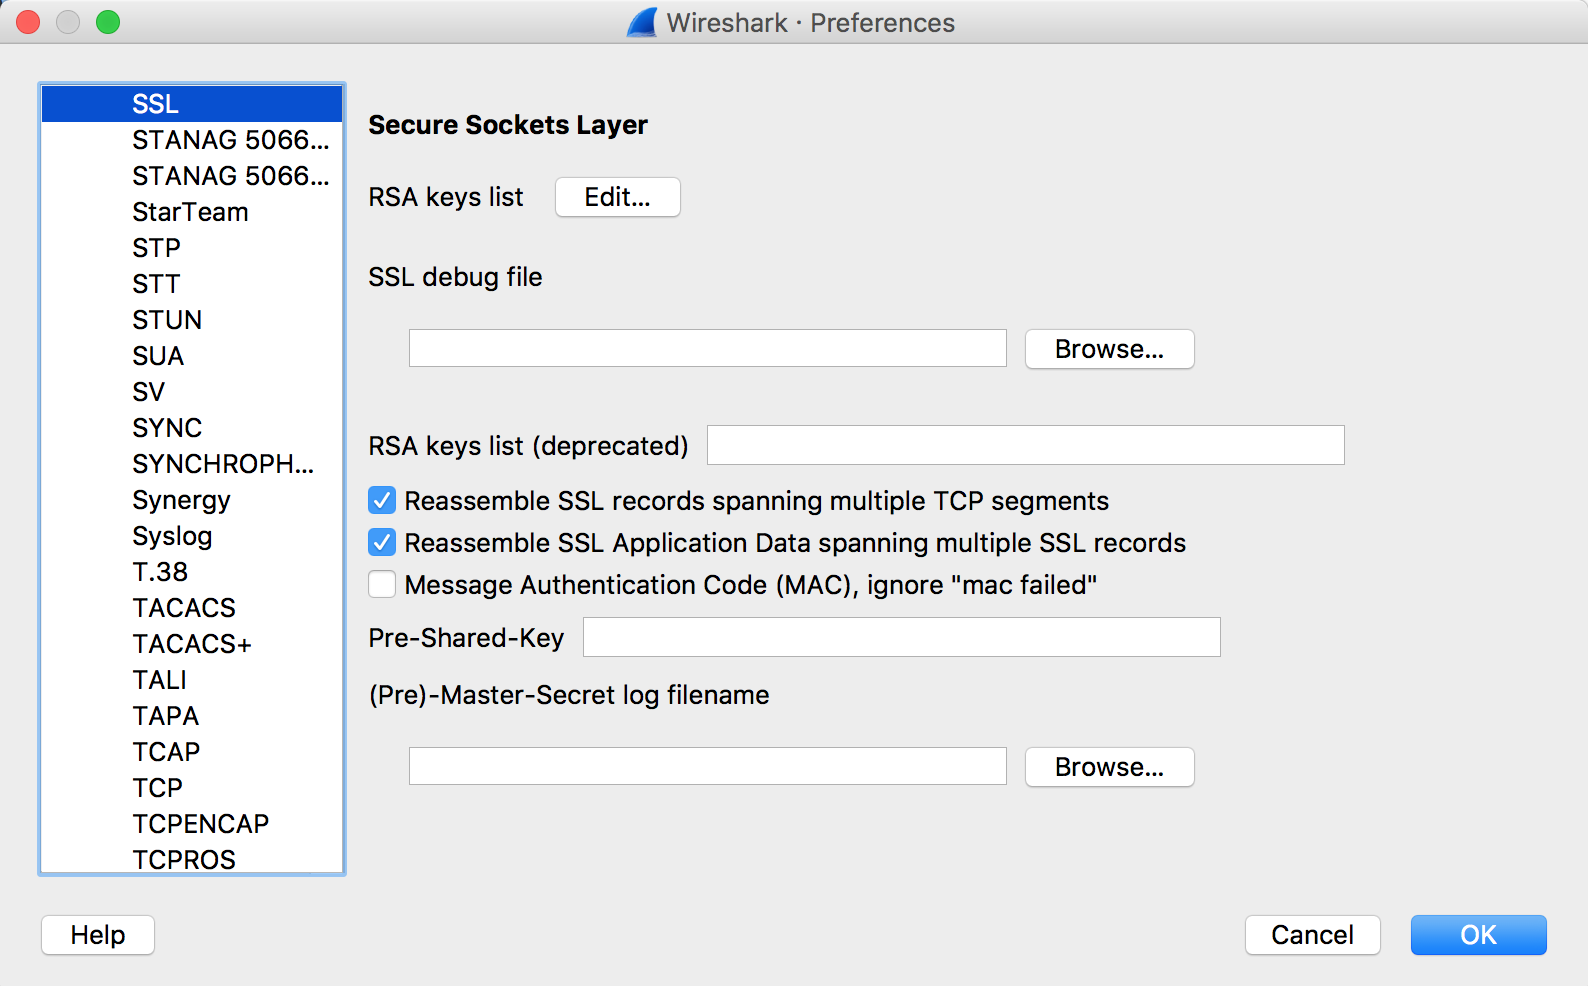 Wireshark · Preferences
SSL
STANAG 5066...
STANAG 5066...
StarTeam
STP
STT
STUN
SUA
SV
SYNC
SYNCHROPH...
Synergy
Syslog
T.38
TACACS
TACACS+
TALI
TAPA
TCAP
TCP
TCPENCAP
TCPROS
Secure Sockets Layer
RSA keys list Edit...
SSL debug file
Browse...
RSA keys list (deprecated)
Reassemble SSL records spanning multiple TCP segments
Reassemble SSL Application Data spanning multiple SSL records
Message Authentication Code (MAC), ignore "mac failed"
Pre-Shared-Key
(Pre)-Master-Secret log filename
Browse...
Help Cancel OK